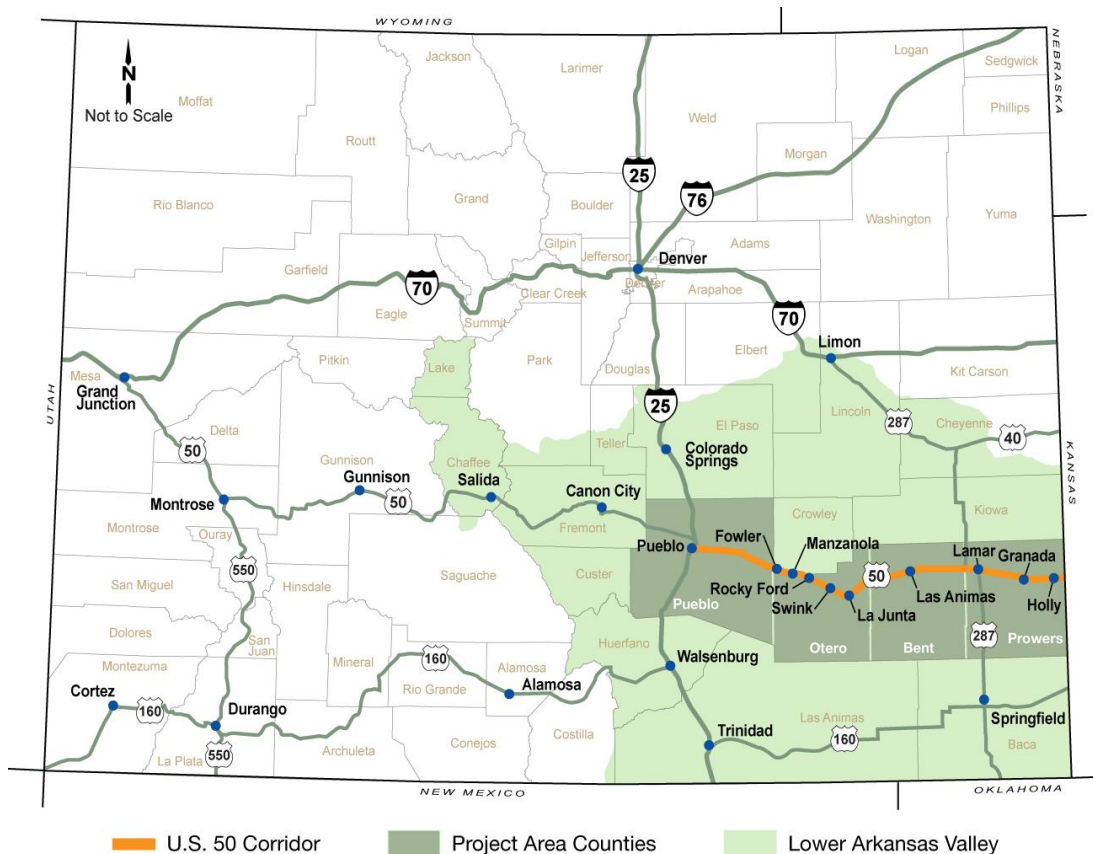 WYOMING
NEBRASKA
N
Not to Scale
Jackson
Larimer
Logan
Sedgwick
Moffat
Phillips
Weld
Routt
Morgan
25
76
Grand
Rio Blanco
Boulder
Washington
Yuma
Gilpin
Adams
Jefferson
Garfield
Denver
Denver
70
Clear Creek
Arapahoe
Eagle
Summit
70
Pitkin
Lake
Park
Douglas
Elbert
Limon
Mesa
Kit Carson
Grand
Junction
UTAH
25
Lincoln
287
Cheyenne
Delta
El Paso
Teller
40
50
Gunnison
Chaffee
Colorado
Springs
KANSAS
Gunnison
Salida
Canon City
Montrose
50
Kiowa
Montrose
Fremont
Crowley
Ouray
Pueblo
Fowler
Manzanola
Lamar
Granada
550
Saguache
Custer
50
San Miguel
Hinsdale
Rocky Ford
Las Animas
Swink
La Junta
Holly
Pueblo
Dolores
San
Juan
Huerfano
Otero
Bent
287
Prowers
Montezuma
Mineral
160
Alamosa
Walsenburg
Rio Grande
Cortez
Alamosa
160
Durango
Las Animas
Springfield
Costilla
Trinidad
160
Conejos
Archuleta
La Plata
550
Baca
NEW MEXICO
OKLAHOMA
U.S. 50 Corridor
Project Area Counties
Lower Arkansas Valley